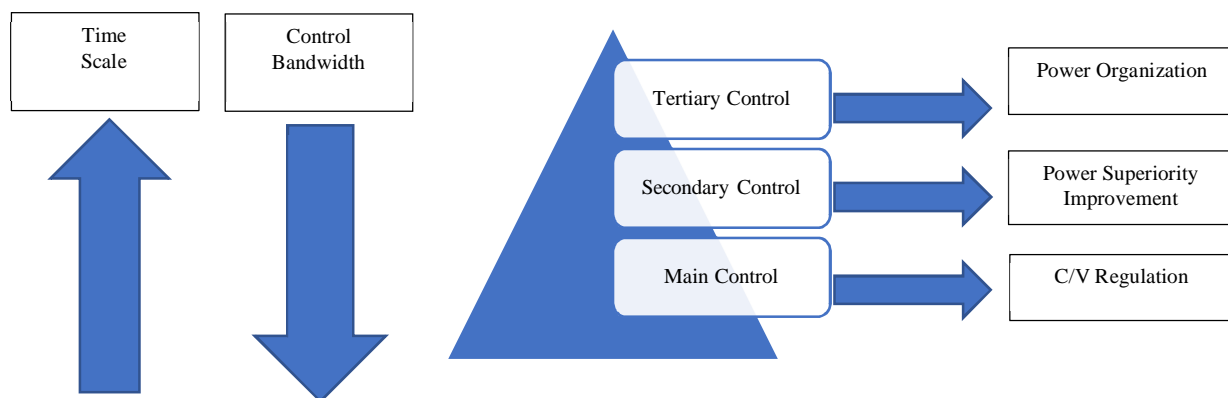 Time
Scale
Control
Bandwidth
Tertiary Control
Power Organization
Secondary Control
Power Superiority
Improvement
Main Control
C/V Regulation